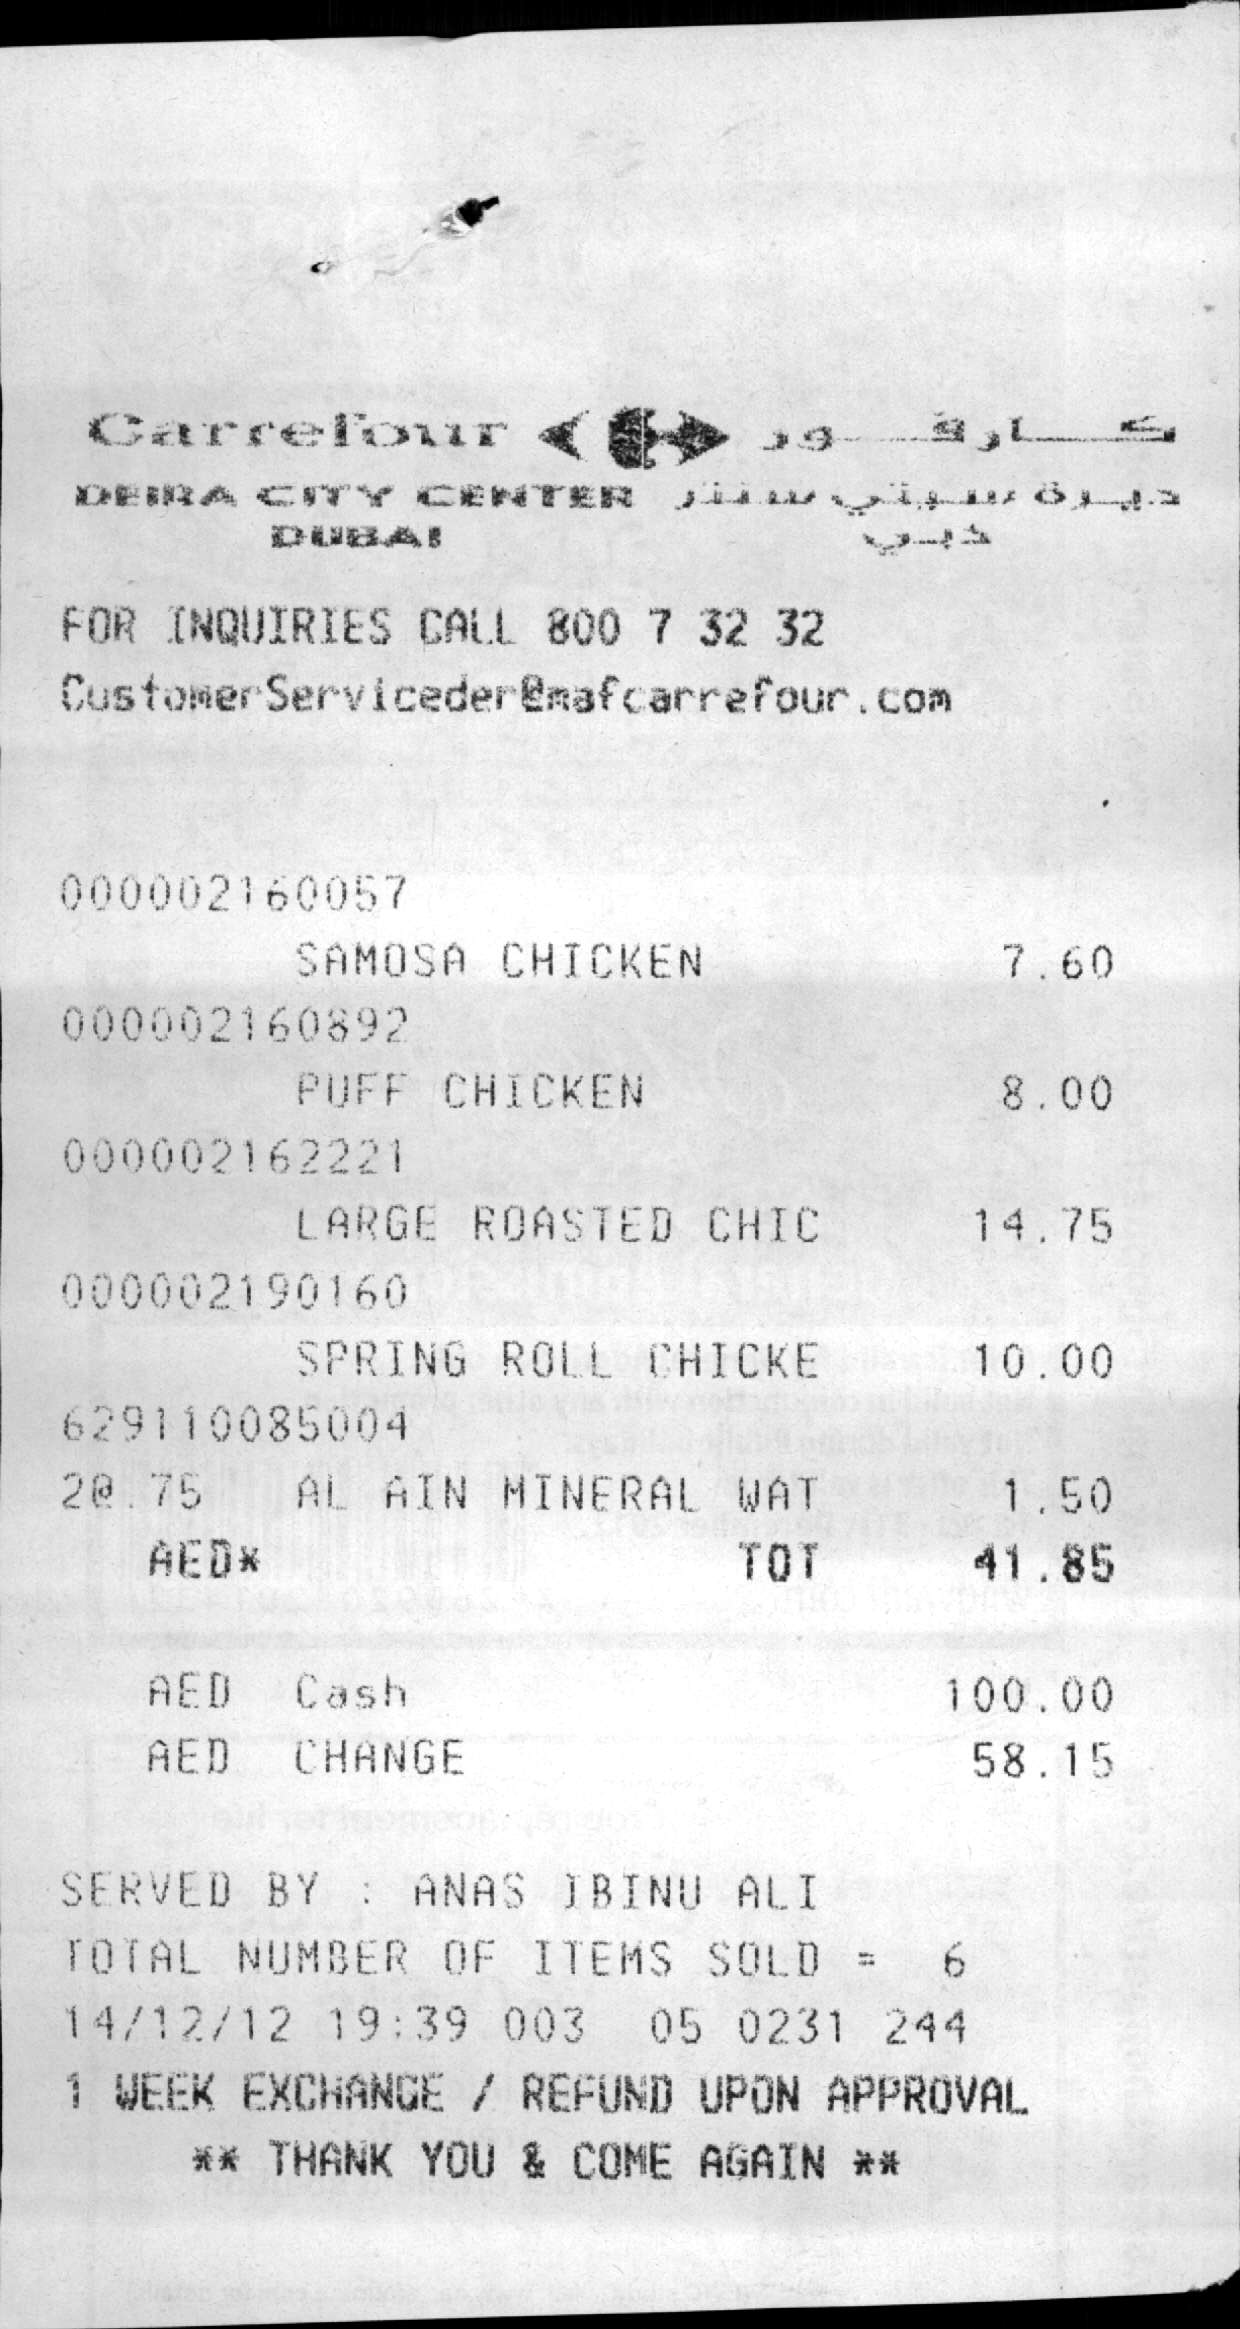 Carrefour كارفور
DEIRA CITY CENTER ديرة سيتي سنتر
DUBAI دبي
FOR INQUIRIES CALL 800 7 32 32
CustomerServiceder@mafcarrefour.com
000002160057
SAMOSA CHICKEN 7.60
000002160892
PUFF CHICKEN 8.00
000002162221
LARGE ROASTED CHIC 14.75
000002190160
SPRING ROLL CHICKE 10.00
629110085004
2@.75 AL AIN MINERAL WAT 1.50
AED* TOT 41.85
AED Cash 100.00
AED CHANGE 58.15
SERVED BY : ANAS IBINU ALI
TOTAL NUMBER OF ITEMS SOLD = 6
14/12/12 19:39 003 05 0231 244
1 WEEK EXCHANGE / REFUND UPON APPROVAL
** THANK YOU & COME AGAIN **